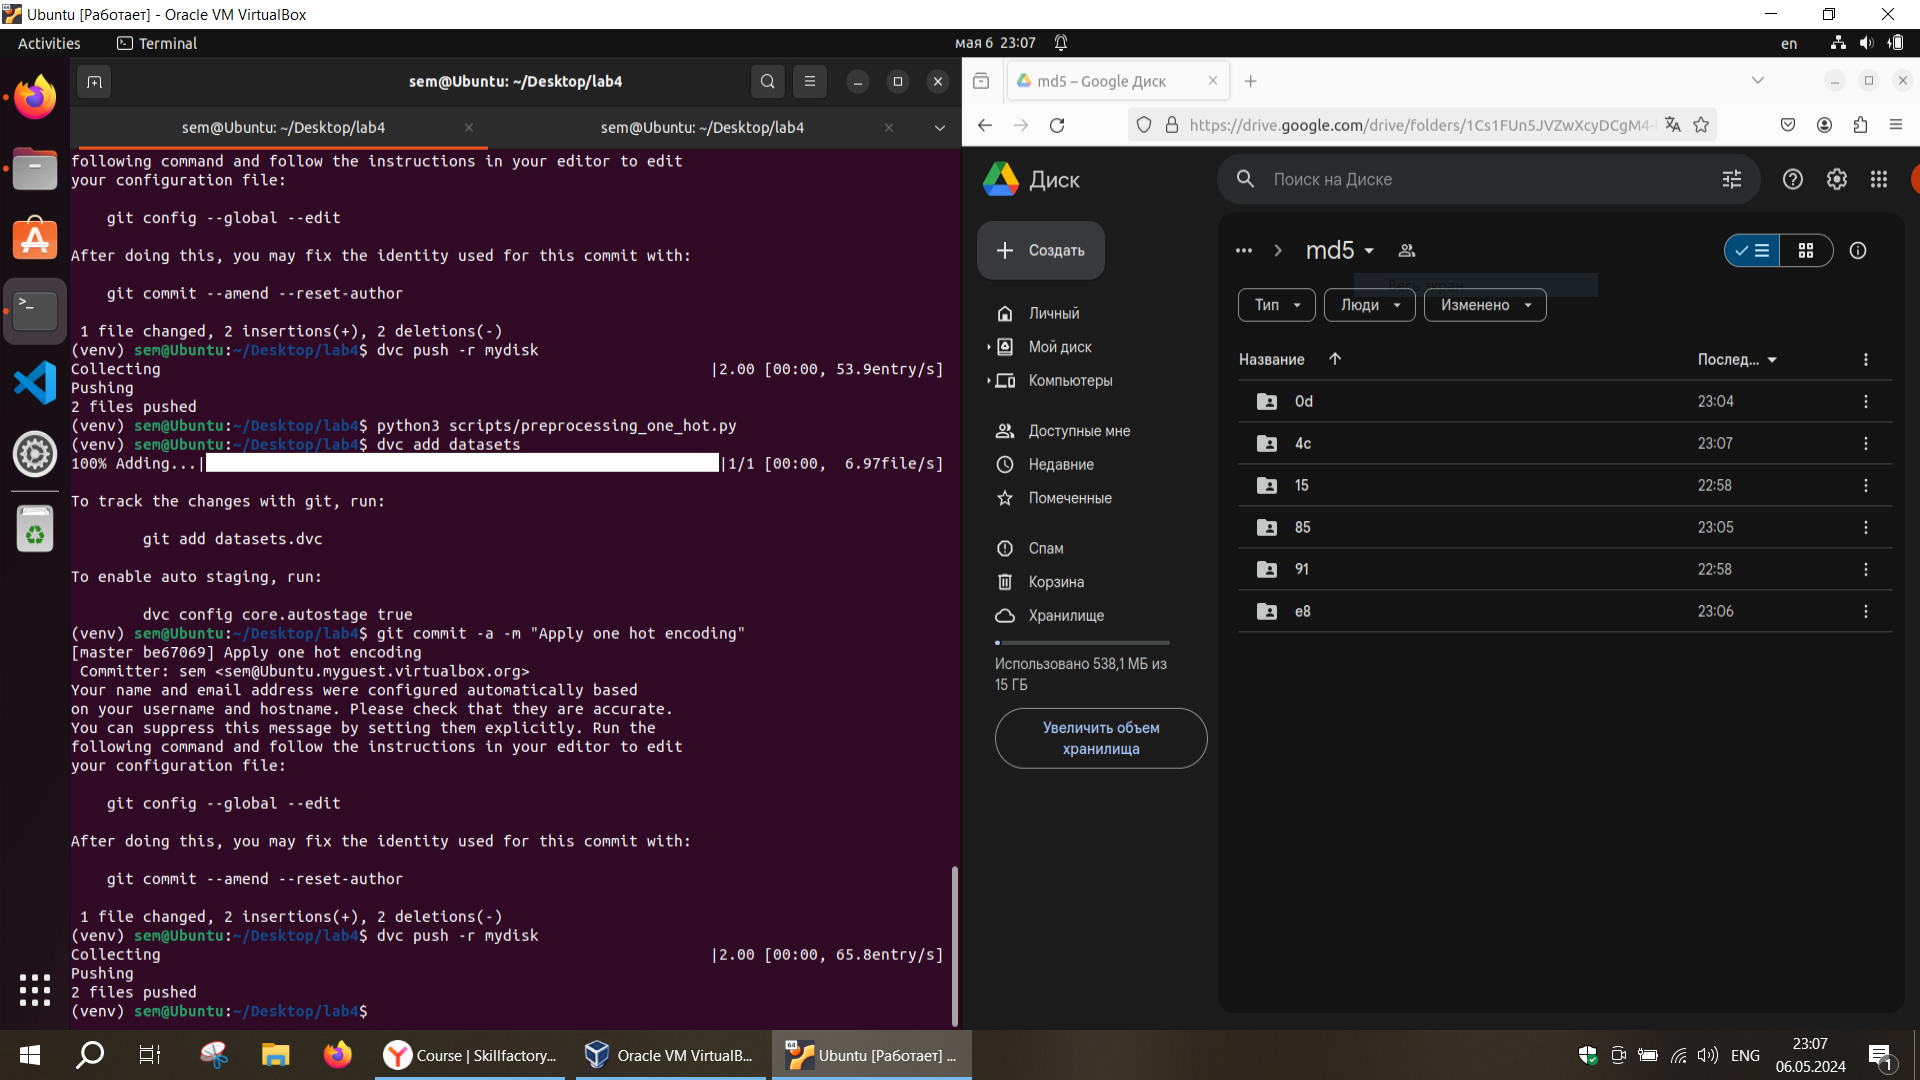 Ubuntu [Работает] - Oracle VM VirtualBox
Activities
Terminal
мая 6 23:07
en
sem@Ubuntu: ~/Desktop/lab4
sem@Ubuntu: ~/Desktop/lab4
sem@Ubuntu: ~/Desktop/lab4
following command and follow the instructions in your editor to edit
your configuration file:
git config --global --edit
After doing this, you may fix the identity used for this commit with:
git commit --amend --reset-author
1 file changed, 2 insertions(+), 2 deletions(-)
(venv) sem@Ubuntu:~/Desktop/lab4$ dvc push -r mydisk
Collecting |2.00 [00:00, 53.9entry/s]
Pushing
2 files pushed
(venv) sem@Ubuntu:~/Desktop/lab4$ python3 scripts/preprocessing_one_hot.py
(venv) sem@Ubuntu:~/Desktop/lab4$ dvc add datasets
100% Adding...| |1/1 [00:00, 6.97file/s]
To track the changes with git, run:
git add datasets.dvc
To enable auto staging, run:
dvc config core.autostage true
(venv) sem@Ubuntu:~/Desktop/lab4$ git commit -a -m "Apply one hot encoding"
[master be67069] Apply one hot encoding
Committer: sem <sem@Ubuntu.myguest.virtualbox.org>
Your name and email address were configured automatically based
on your username and hostname. Please check that they are accurate.
You can suppress this message by setting them explicitly. Run the
following command and follow the instructions in your editor to edit
your configuration file:
git config --global --edit
After doing this, you may fix the identity used for this commit with:
git commit --amend --reset-author
1 file changed, 2 insertions(+), 2 deletions(-)
(venv) sem@Ubuntu:~/Desktop/lab4$ dvc push -r mydisk
Collecting |2.00 [00:00, 65.8entry/s]
Pushing
2 files pushed
(venv) sem@Ubuntu:~/Desktop/lab4$
md5 – Google Диск
https://drive.google.com/drive/folders/1Cs1FUn5JVZwXcyDCgM4-
Диск
Поиск на Диске
Создать
Личный
Мой диск
Компьютеры
Доступные мне
Недавние
Помеченные
Спам
Корзина
Хранилище
Использовано 538,1 МБ из
15 ГБ
Увеличить объем
хранилища
md5
Весь экран
Тип
Люди
Изменено
Название
Послед...
0d 23:04
4c 23:07
15 22:58
85 23:05
91 22:58
e8 23:06
Course | Skillfactory...
Oracle VM VirtualB...
64
Ubuntu [Работает] ...
ENG
23:07
06.05.2024
1